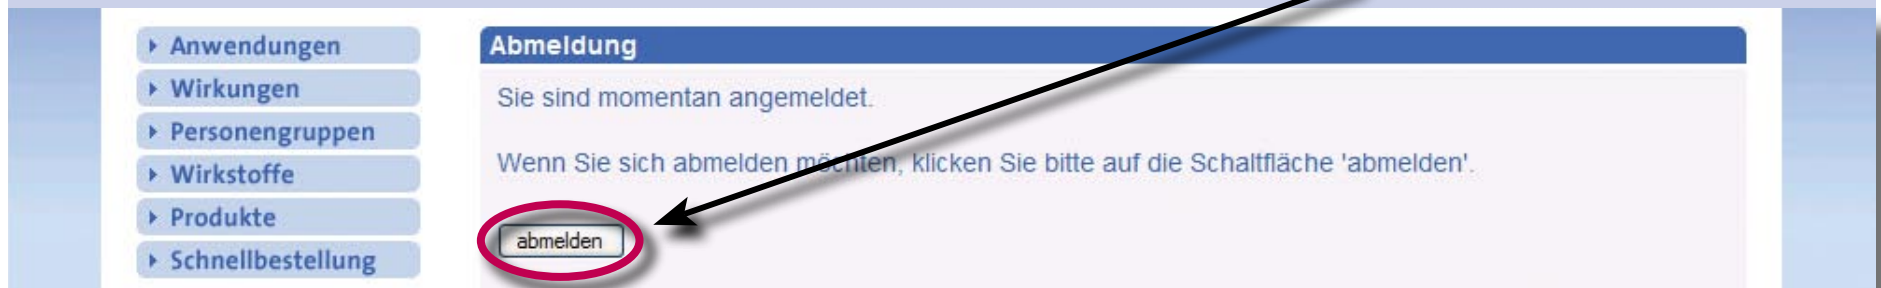 Anwendungen
Wirkungen
Personengruppen
Wirkstoffe
Produkte
Schnellbestellung
Abmeldung
Sie sind momentan angemeldet.
Wenn Sie sich abmelden möchten, klicken Sie bitte auf die Schaltfläche 'abmelden'.
abmelden